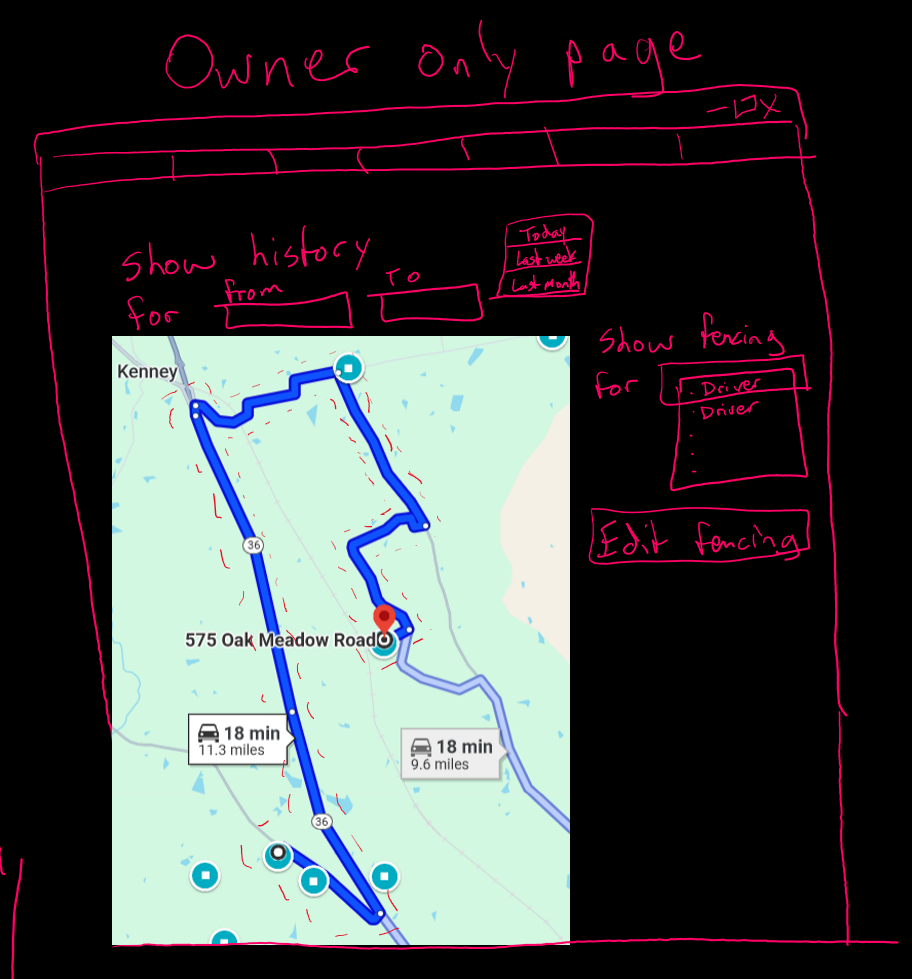 Owner only page
- □ X
Show history
for
from
To
Today
Last week
Last Month
Show fencing
for
. Driver
. Driver
.
.
.
Edit fencing
Kenney
36
575 Oak Meadow Road
18 min
11.3 miles
18 min
9.6 miles
36